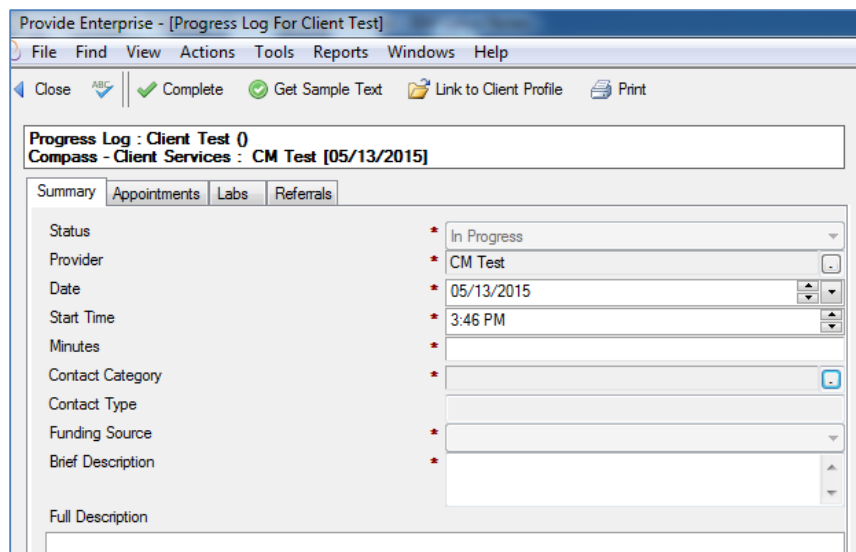 Provide Enterprise - [Progress Log For Client Test]
File Find View Actions Tools Reports Windows Help
Close ABC Complete Get Sample Text Link to Client Profile Print
Progress Log : Client Test ()
Compass - Client Services : CM Test [05/13/2015]
Summary Appointments Labs Referrals
Status * In Progress
Provider * CM Test .
Date * 05/13/2015
Start Time * 3:46 PM
Minutes *
Contact Category * .
Contact Type
Funding Source *
Brief Description *
Full Description